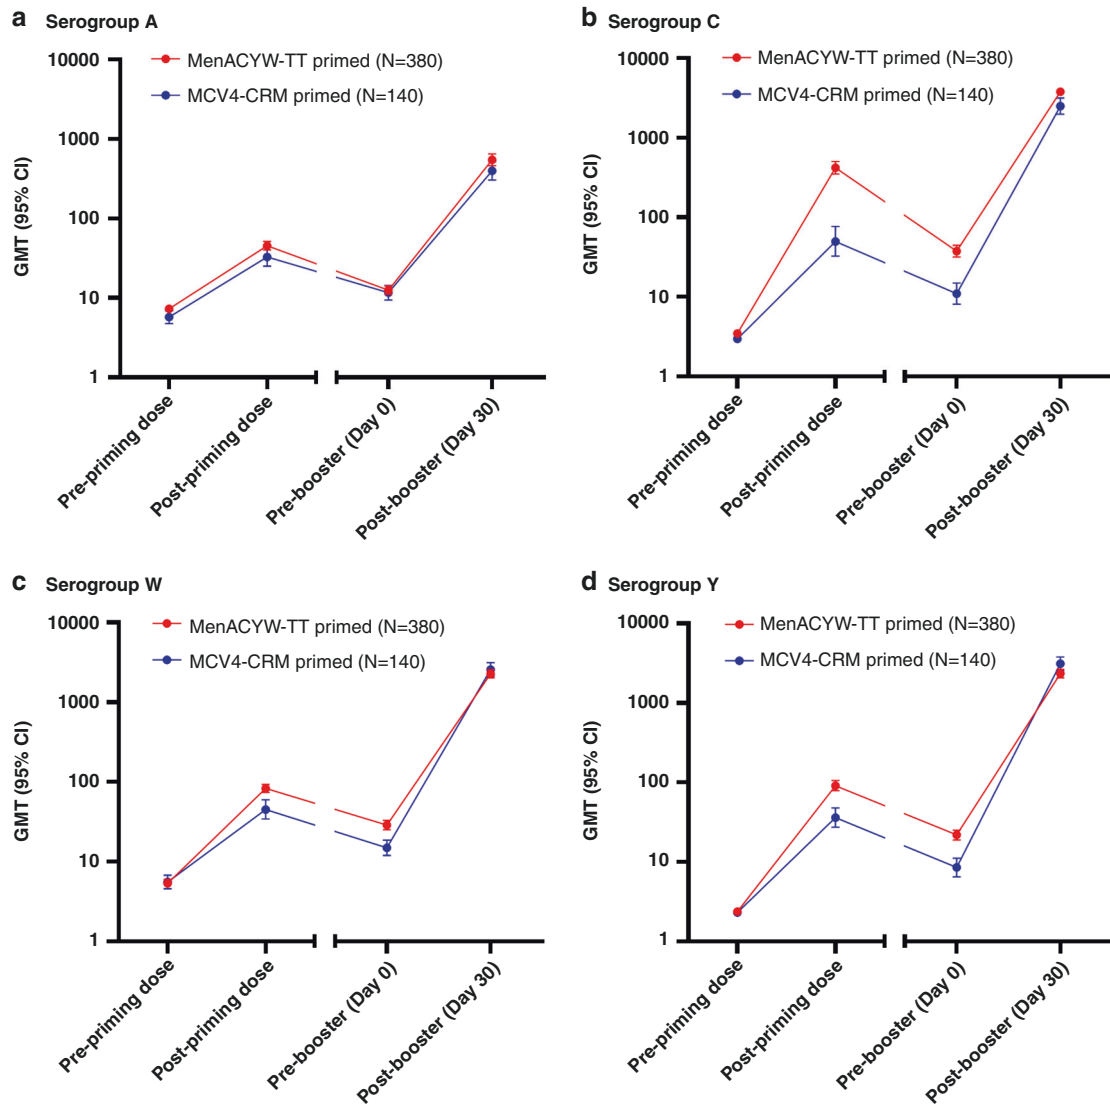 a Serogroup A
MenACYW-TT primed (N=380)
MCV4-CRM primed (N=140)
GMT (95% CI)
10000
1000
100
10
1
Pre-priming dose
Post-priming dose
Pre-booster (Day 0)
Post-booster (Day 30)
b Serogroup C
MenACYW-TT primed (N=380)
MCV4-CRM primed (N=140)
GMT (95% CI)
10000
1000
100
10
1
Pre-priming dose
Post-priming dose
Pre-booster (Day 0)
Post-booster (Day 30)
c Serogroup W
MenACYW-TT primed (N=380)
MCV4-CRM primed (N=140)
GMT (95% CI)
10000
1000
100
10
1
Pre-priming dose
Post-priming dose
Pre-booster (Day 0)
Post-booster (Day 30)
d Serogroup Y
MenACYW-TT primed (N=380)
MCV4-CRM primed (N=140)
GMT (95% CI)
10000
1000
100
10
1
Pre-priming dose
Post-priming dose
Pre-booster (Day 0)
Post-booster (Day 30)